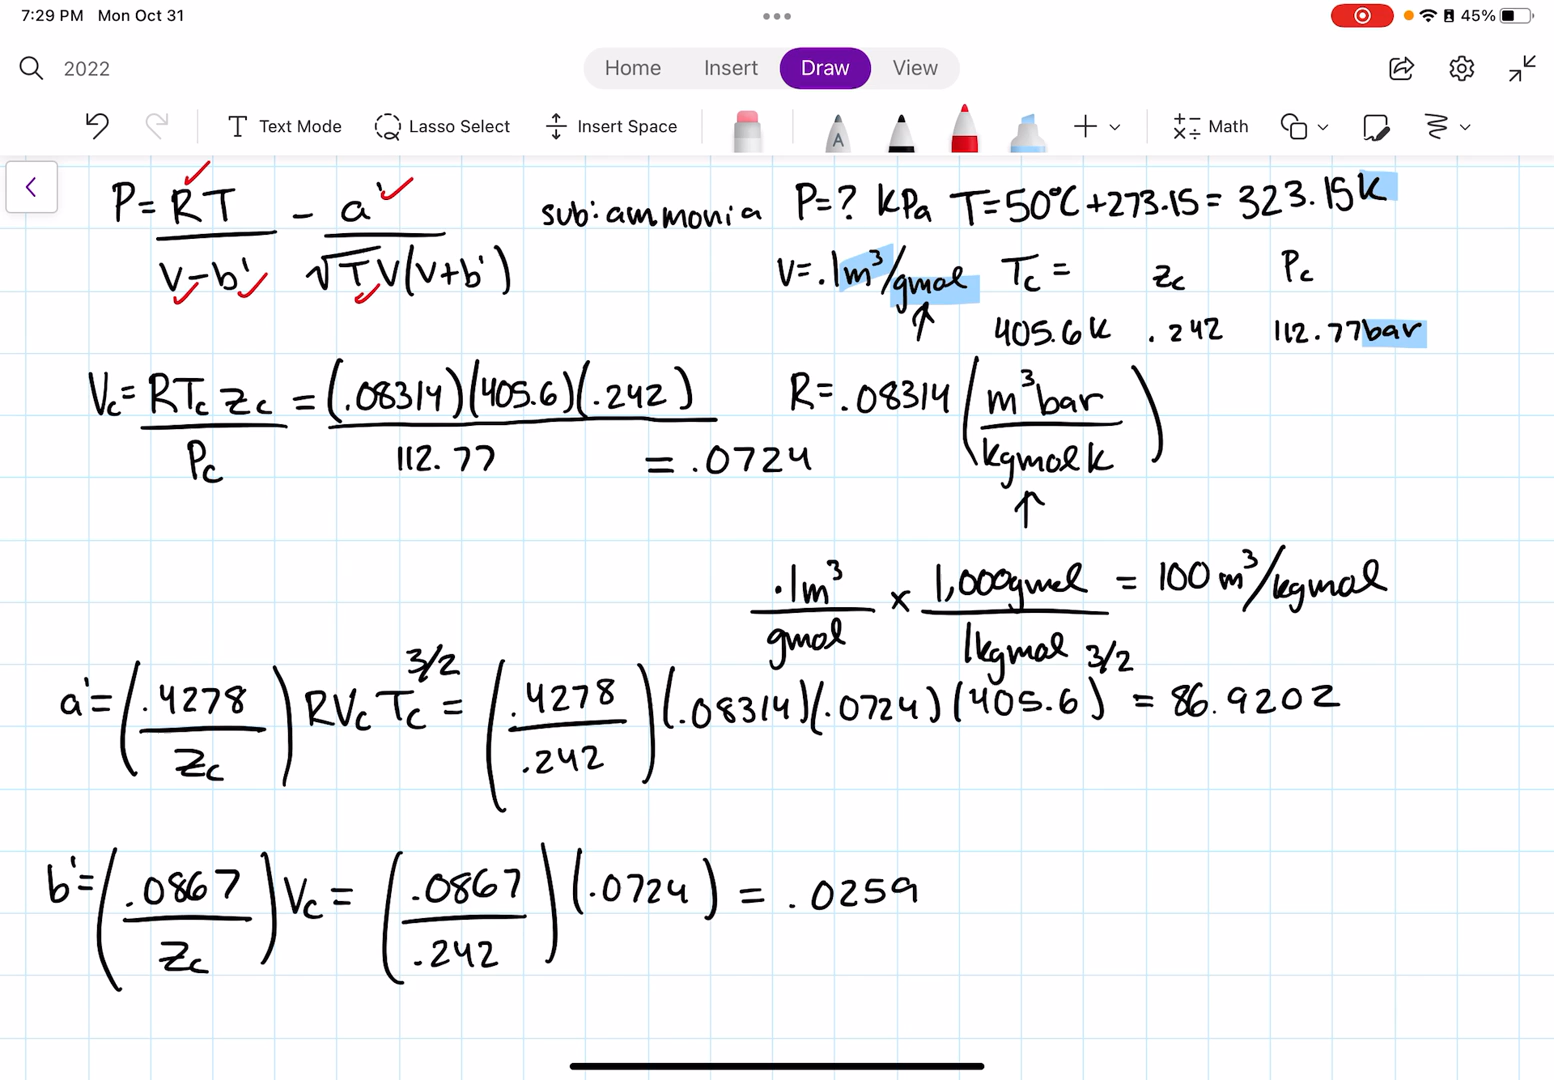 7:29 PM Mon Oct 31
45%
2022
Home Insert Draw View
Text Mode Lasso Select Insert Space A Math
P = RT / (V - b') - a' / (√T V(V + b'))
sub: ammonia P = ? KPa T = 50°C + 273.15 = 323.15K
V = .1m³/gmol Tc = Zc Pc
405.6K .242 112.77bar
Vc = RTc Zc / Pc = (.08314)(405.6)(.242) / 112.77 = .0724
R = .08314 (m³bar / kgmolK)
.1m³ / gmol x 1,000gmol / 1kgmol = 100m³/kgmol
a' = (.4278 / Zc) RVcTc^3/2 = (.4278 / .242)(.08314)(.0724)(405.6)^3/2 = 86.9202
b' = (.0867 / Zc) Vc = (.0867 / .242)(.0724) = .0259